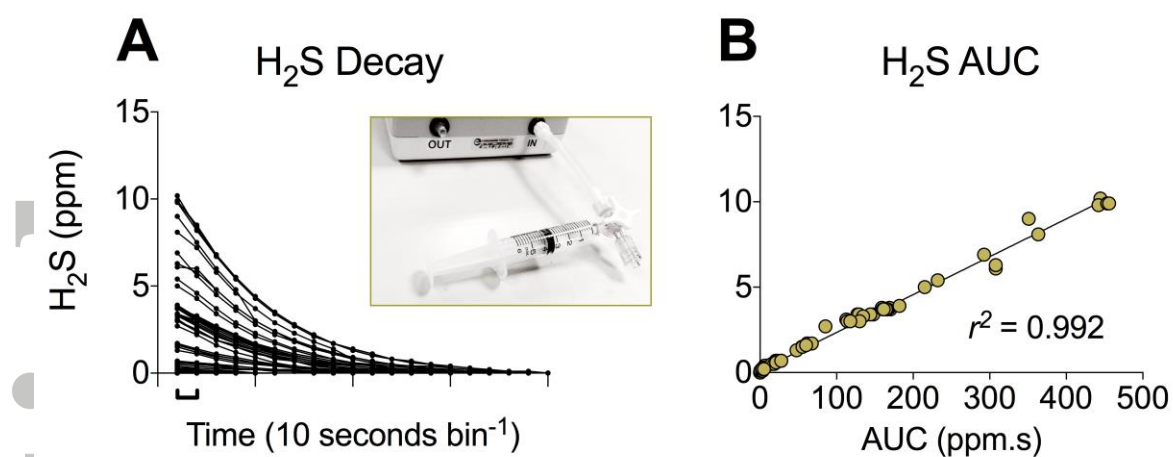 A
H₂S Decay
H₂S (ppm)
15
10
5
0
OUT
IN
Time (10 seconds bin⁻¹)
B
H₂S AUC
15
10
5
0
r² = 0.992
0
100
200
300
400
500
AUC (ppm.s)